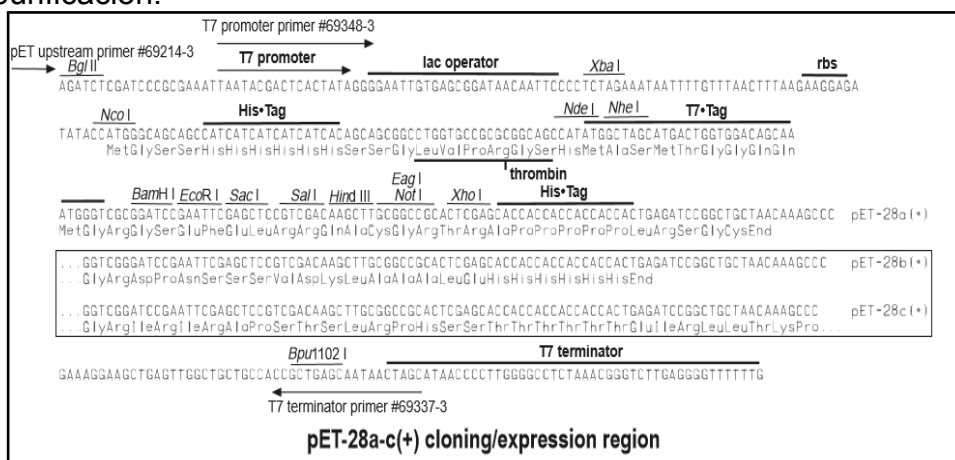 purificación.
T7 promoter primer #69348-3
pET upstream primer #69214-3
Bgl II
T7 promoter
lac operator
Xba I
rbs
AGATCTCGATCCCGCGAAATTAATACGACTCACTATAGGGGAATTGTGAGCGGATAACAATTCCCCTCTAGAAATAATTTTGTTTAACTTTAAGAAGGAGA
Nco I
His•Tag
Nde I
Nhe I
T7•Tag
TATACCATGGGCAGCAGCCATCATCATCATCATCACAGCAGCGGCCTGGTGCCGCGCGGCAGCCATATGGCTAGCATGACTGGTGGACAGCAA
MetGlySerSerHisHisHisHisHisHisSerSerGlyLeuValProArgGlySerHisMetAlaSerMetThrGlyGlyGlnGln
thrombin
BamH I
EcoR I
Sac I
Sal I
Hind III
Eag I
Not I
Xho I
His•Tag
ATGGGTCGCGGATCCGAATTCGAGCTCCGTCGACAAGCTTGCGGCCGCACTCGAGCACCACCACCACCACCACTGAGATCCGGCTGCTAACAAAGCCC pET-28a(+)
MetGlyArgGlySerGluPheGluLeuArgArgGlnAlaCysGlyArgThrArgAlaProProProProProLeuArgSerGlyCysEnd
...GGTCGGGATCCGAATTCGAGCTCCGTCGACAAGCTTGCGGCCGCACTCGAGCACCACCACCACCACCACTGAGATCCGGCTGCTAACAAAGCCC pET-28b(+)
...GlyArgAspProAsnSerSerSerValAspLysLeuAlaAlaAlaLeuGluHisHisHisHisHisHisEnd
...GGTCGGATCCGAATTCGAGCTCCGTCGACAAGCTTGCGGCCGCACTCGAGCACCACCACCACCACCACTGAGATCCGGCTGCTAACAAAGCCC pET-28c(+)
...GlyArgIleArgIleArgAlaProSerThrSerLeuArgProHisSerSerThrThrThrThrThrThrGluIleArgLeuLeuThrLysPro...
Bpu1102 I
T7 terminator
GAAAGGAAGCTGAGTTGGCTGCTGCCACCGCTGAGCAATAACTAGCATAACCCCTTGGGGCCTCTAAACGGGTCTTGAGGGGTTTTTTG
T7 terminator primer #69337-3
pET-28a-c(+) cloning/expression region